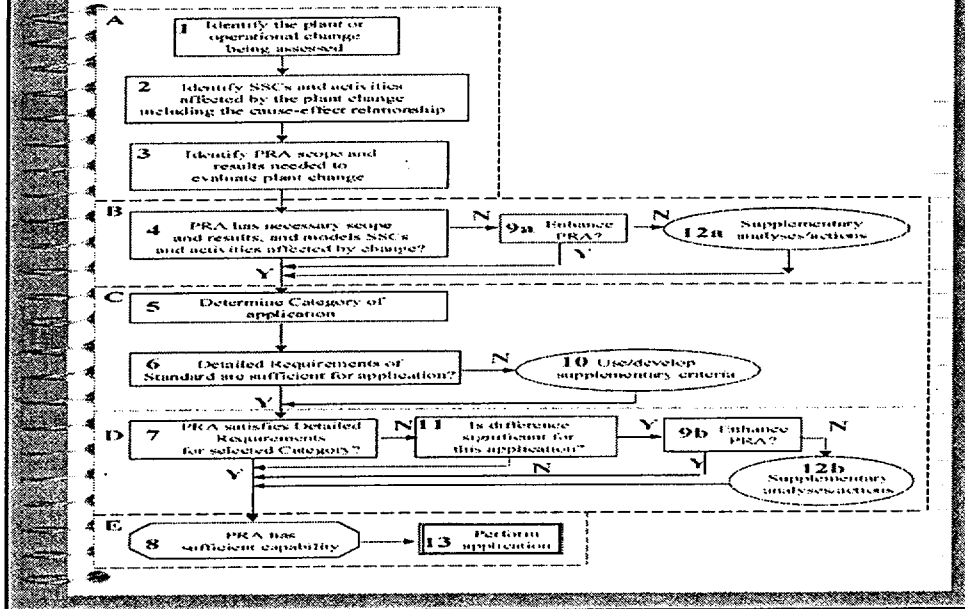 A
1 Identify the plant or
operational change
being assessed
2 Identify SSCs and activities
affected by the plant change
including the cause-effect relationship
3 Identify PRA scope and
results needed to
evaluate plant change
B
4 PRA has necessary scope
and results, and models SSCs
and activities affected by change?
N
9a Enhance
PRA?
N
12a Supplementary
analyses/actions
Y
Y
C
5 Determine Category of
application
6 Detailed Requirements of
Standard are sufficient for application?
N
10 Use/develop
supplementary criteria
Y
D
7 PRA satisfies Detailed
Requirements
for selected Category?
N
11 Is difference
significant for
this application"
Y
9b Enhance
PRA?
N
Y
N
Y
12b
Supplementary
analyses/actions
E
8 PRA has
sufficient capability
13 Perform
application